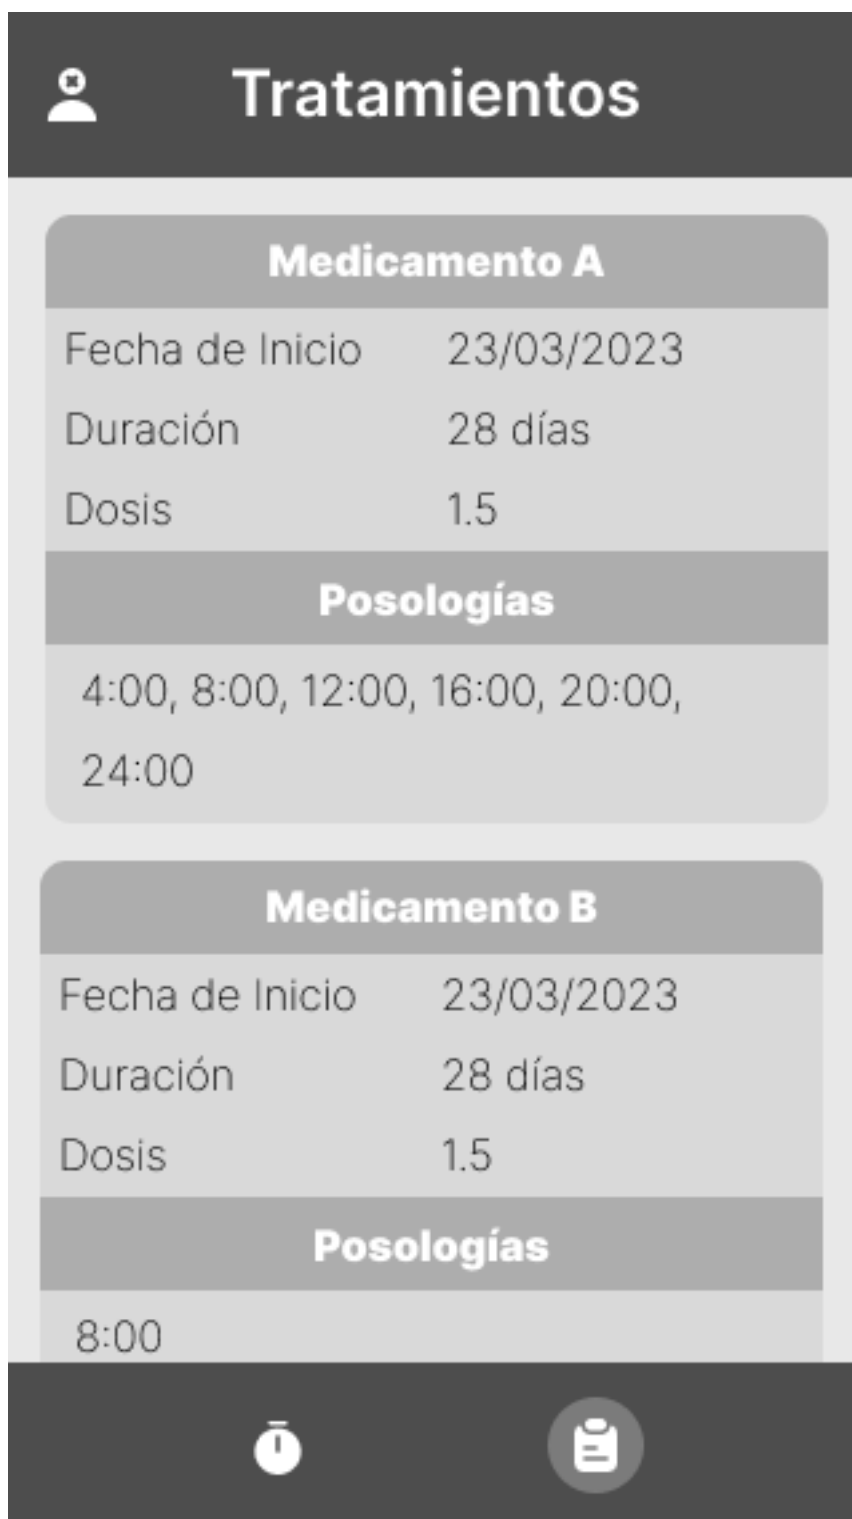 Tratamientos
Medicamento A
Fecha de Inicio 23/03/2023
Duración 28 días
Dosis 1.5
Posologías
4:00, 8:00, 12:00, 16:00, 20:00,
24:00
Medicamento B
Fecha de Inicio 23/03/2023
Duración 28 días
Dosis 1.5
Posologías
8:00